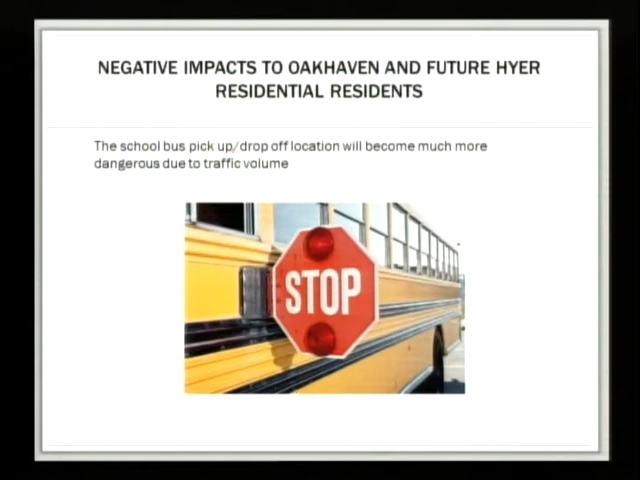 NEGATIVE IMPACTS TO OAKHAVEN AND FUTURE HYER
RESIDENTIAL RESIDENTS
The school bus pick up/drop off location will become much more
dangerous due to traffic volume
STOP